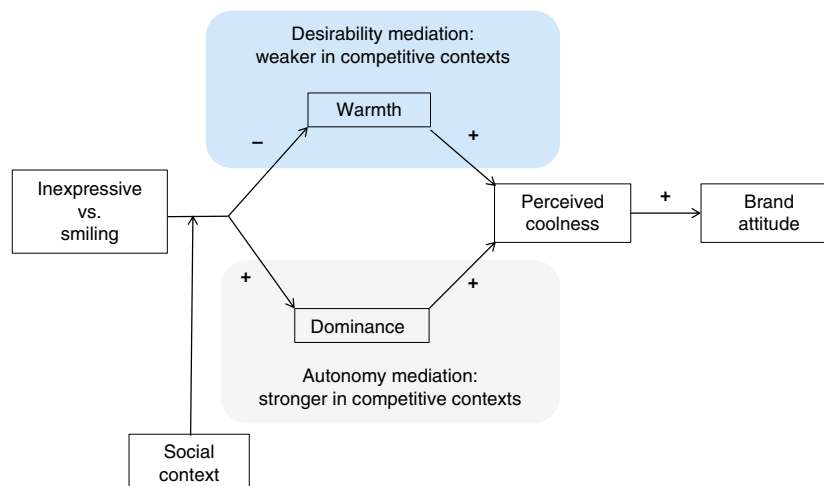 Desirability mediation:
weaker in competitive contexts
Warmth
–
+
Inexpressive
vs.
smiling
Perceived
coolness
+
Brand
attitude
+
+
Dominance
Autonomy mediation:
stronger in competitive contexts
Social
context